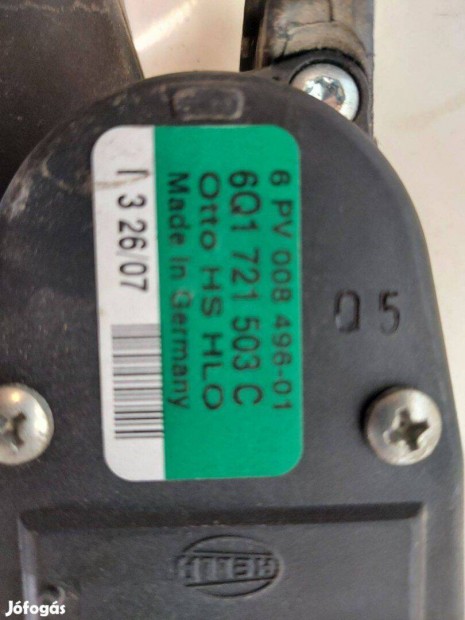 6 PV 008 496-01
6Q1 721 503 C
Otto HS HLO
Made in Germany
I 3 26/07
Q5
HELLA
Jófogás